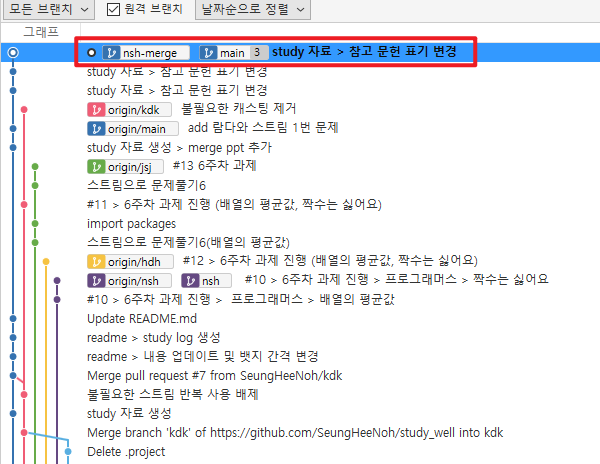 모든 브랜치 원격 브랜치 날짜순으로 정렬
그래프
nsh-merge main 3 study 자료 > 참고 문헌 표기 변경
study 자료 > 참고 문헌 표기 변경
study 자료 > 참고 문헌 표기 변경
origin/kdk 불필요한 캐스팅 제거
origin/main add 람다와 스트림 1번 문제
study 자료 생성 > merge ppt 추가
origin/jsj #13 6주차 과제
스트림으로 문제풀기6
#11 > 6주차 과제 진행 (배열의 평균값, 짝수는 싫어요)
import packages
스트림으로 문제풀기6(배열의 평균값)
origin/hdh #12 > 6주차 과제 진행 (배열의 평균값, 짝수는 싫어요)
origin/nsh nsh #10 > 6주차 과제 진행 > 프로그래머스 > 짝수는 싫어요
#10 > 6주차 과제 진행 > 프로그래머스 > 배열의 평균값
Update README.md
readme > study log 생성
readme > 내용 업데이트 및 뱃지 간격 변경
Merge pull request #7 from SeungHeeNoh/kdk
불필요한 스트림 반복 사용 배제
study 자료 생성
Merge branch 'kdk' of https://github.com/SeungHeeNoh/study_well into kdk
Delete .project